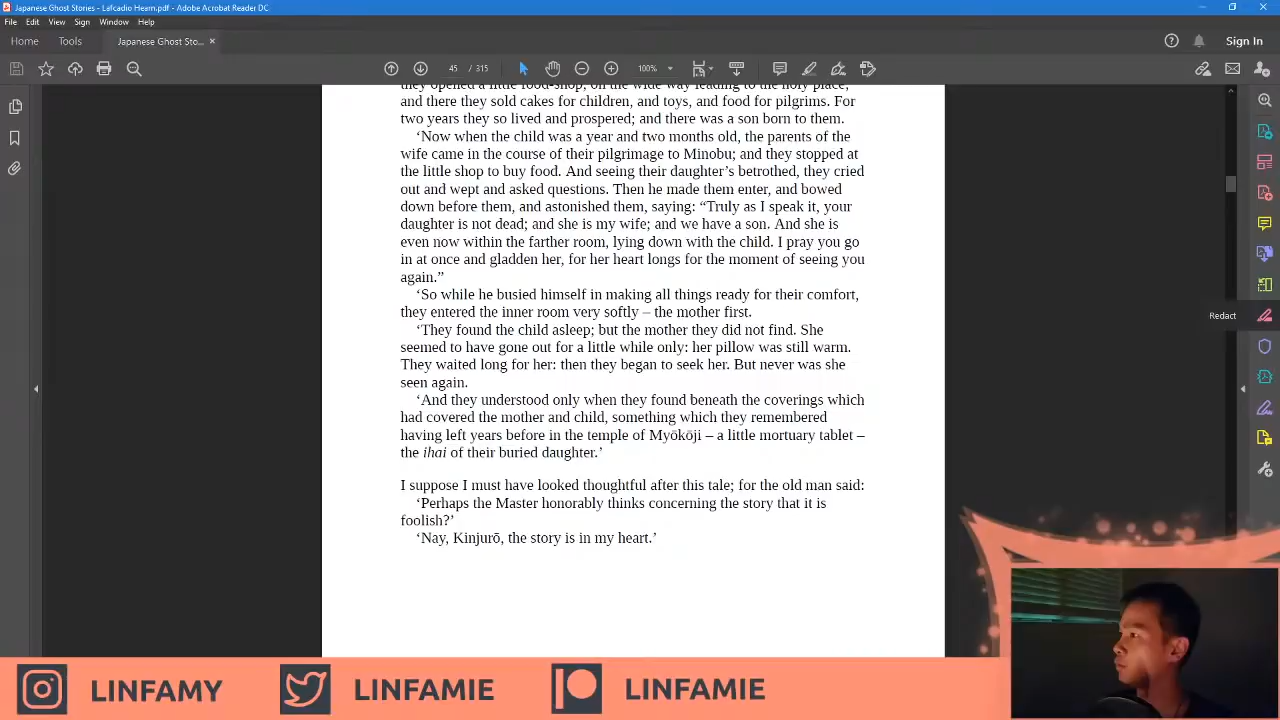 Japanese Ghost Stories - Lafcadio Hearn.pdf - Adobe Acrobat Reader DC
File Edit View Sign Window Help
Home Tools Japanese Ghost Sto... × Sign In
45 / 315 100%
they opened a little food-shop, on the wide way leading to the holy place,
and there they sold cakes for children, and toys, and food for pilgrims. For
two years they so lived and prospered; and there was a son born to them.
‘Now when the child was a year and two months old, the parents of the
wife came in the course of their pilgrimage to Minobu; and they stopped at
the little shop to buy food. And seeing their daughter’s betrothed, they cried
out and wept and asked questions. Then he made them enter, and bowed
down before them, and astonished them, saying: “Truly as I speak it, your
daughter is not dead; and she is my wife; and we have a son. And she is
even now within the farther room, lying down with the child. I pray you go
in at once and gladden her, for her heart longs for the moment of seeing you
again.”
‘So while he busied himself in making all things ready for their comfort,
they entered the inner room very softly – the mother first.
‘They found the child asleep; but the mother they did not find. She
seemed to have gone out for a little while only: her pillow was still warm.
They waited long for her: then they began to seek her. But never was she
seen again.
‘And they understood only when they found beneath the coverings which
had covered the mother and child, something which they remembered
having left years before in the temple of Myōkōji – a little mortuary tablet –
the ihai of their buried daughter.’
I suppose I must have looked thoughtful after this tale; for the old man said:
‘Perhaps the Master honorably thinks concerning the story that it is
foolish?’
‘Nay, Kinjurō, the story is in my heart.’
Redact
LINFAMY LINFAMIE LINFAMIE